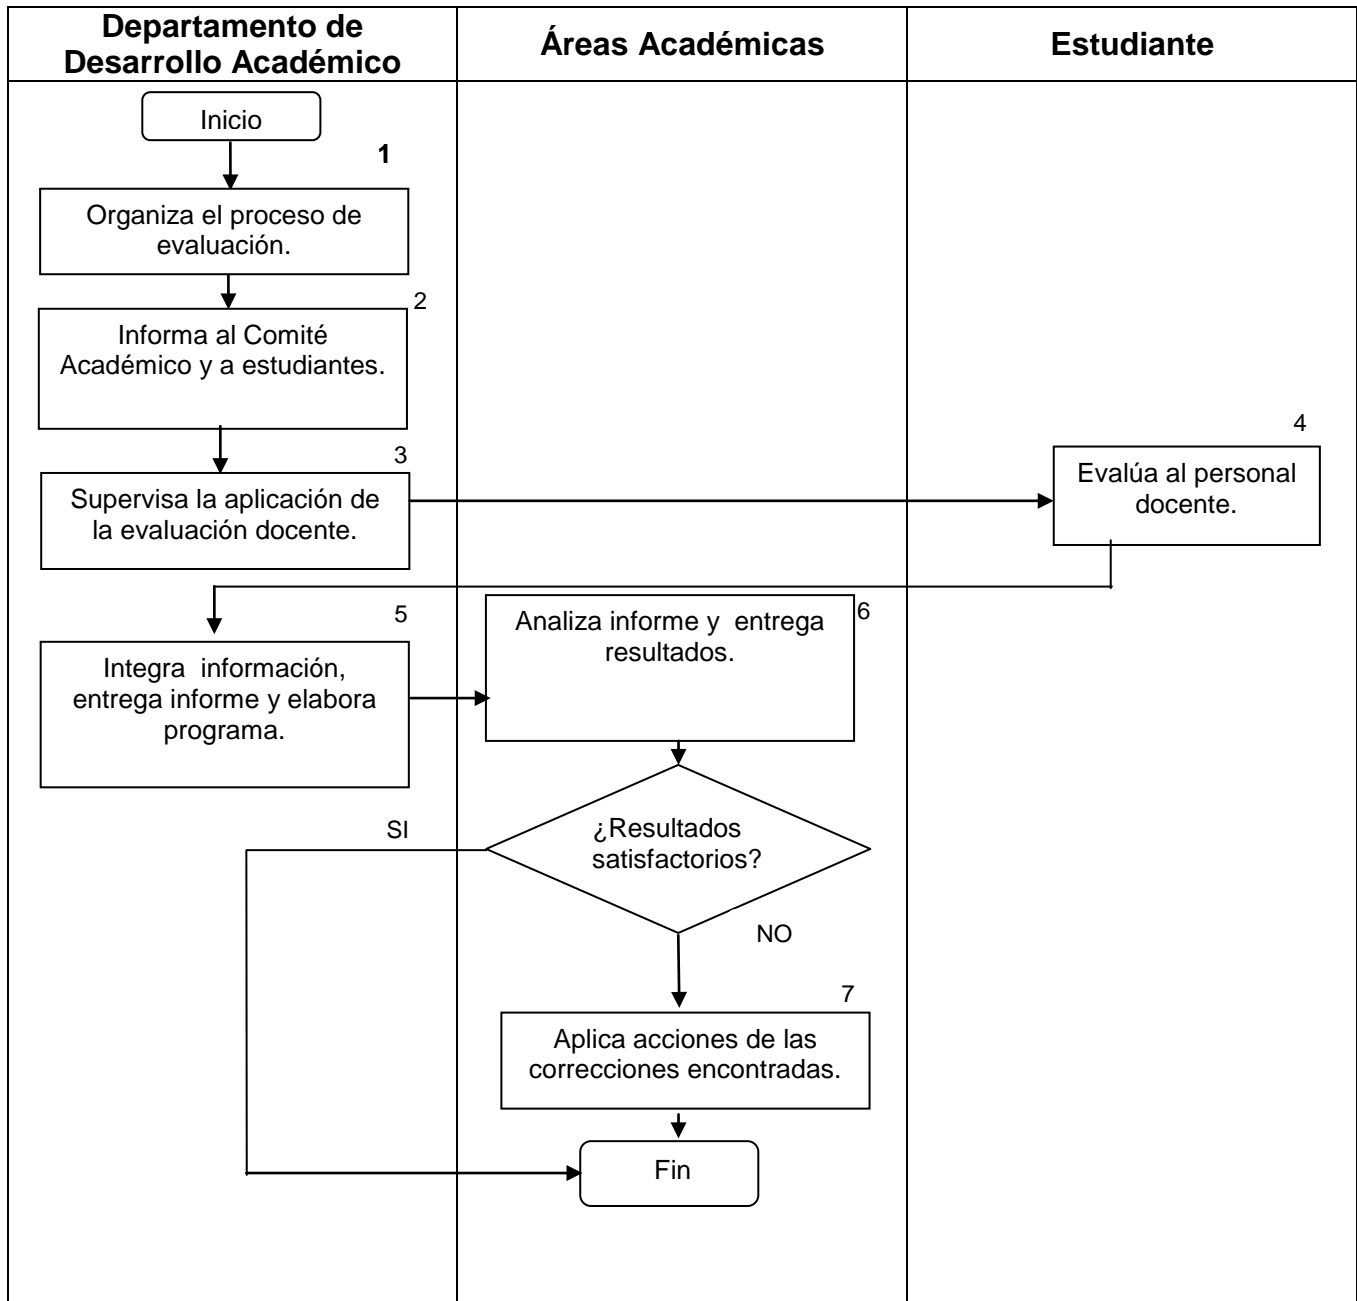 Departamento de
Desarrollo Académico
Áreas Académicas
Estudiante
Inicio
1
Organiza el proceso de
evaluación.
2
Informa al Comité
Académico y a estudiantes.
3
Supervisa la aplicación de
la evaluación docente.
4
Evalúa al personal
docente.
5
Integra información,
entrega informe y elabora
programa.
6
Analiza informe y entrega
resultados.
¿Resultados
satisfactorios?
SI
NO
7
Aplica acciones de las
correcciones encontradas.
Fin